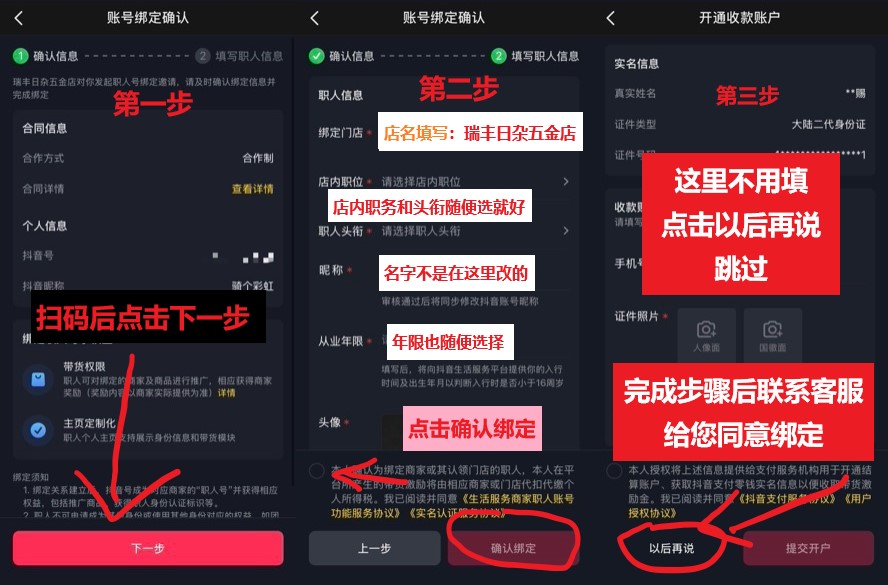 账号绑定确认
1 确认信息
2 填写职人信息
瑞丰日杂五金店对你发起职人号绑定邀请，请及时确认绑定信息并
完成绑定
第一步
合同信息
合作方式 合作制
合同详情 查看详情
个人信息
抖音号
抖音昵称 骑个彩虹
扫码后点击下一步
带货权限
职人可对绑定的商家及商品进行推广，相应获得商家
奖励（奖励内容以商家实际提供为准）详情
主页定制化
职人个人主页支持展示身份信息和带货模块
绑定须知
1. 绑定关系建立后，抖音号成为对应商家的“职人号”并获得相应
权益，包括推广商品、获得职人身份认证标识等。
下一步
账号绑定确认
确认信息
2 填写职人信息
第二步
职人信息
绑定门店 *
店名填写：瑞丰日杂五金店
店内职位 * 请选择店内职位
店内职务和头衔随便选就好
职人头衔 * 请选择职人头衔
昵称 *
名字不是在这里改的
审核通过后将同步修改抖音账号昵称
从业年限 *
年限也随便选择
填写后，将向抖音生活服务平台提供你的入行
时间及出生年月以判断入行时是否小于16周岁
头像 *
点击确认绑定
本人确认为绑定商家或其认领门店的职人，本人在平
台所产生的带货激励将由相应商家或门店代扣代缴个
人所得税。我已阅读并同意《生活服务商家职人账号
功能服务协议》《实名认证服务协议》
上一步
确认绑定
开通收款账户
实名信息
第三步
真实姓名 **赐
证件类型 大陆二代身份证
证件号码 ****************1
这里不用填
点击以后再说
跳过
手机号
证件照片 *
人像面
国徽面
完成步骤后联系客服
给您同意绑定
本人授权将上述信息提供给支付服务机构用于开通结
算账户、获取抖音支付零钱实名信息以便收取带货激
励金。我已阅读并同意《抖音支付服务协议》《用户
授权协议》
以后再说
提交开户